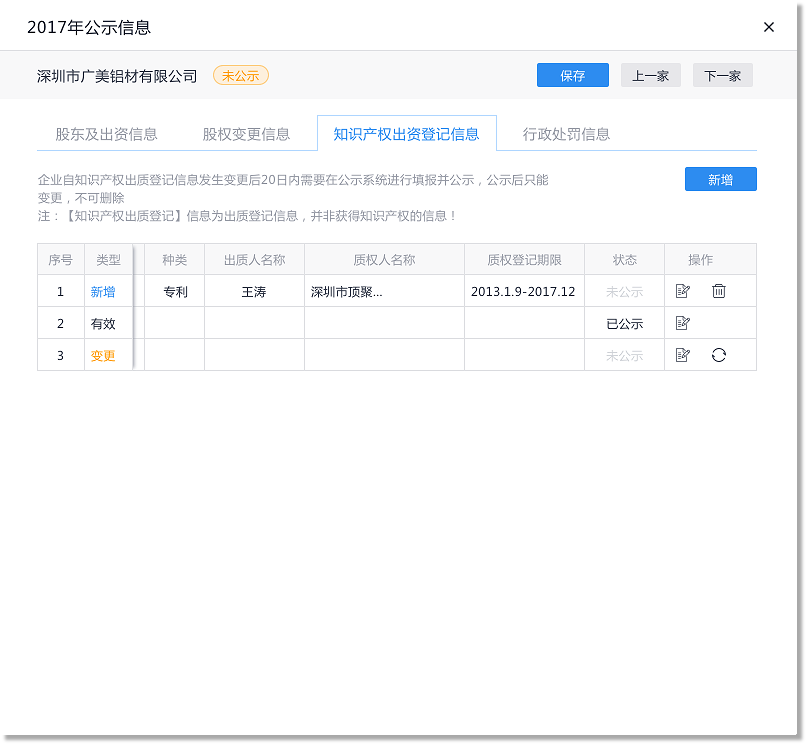 2017年公示信息
深圳市广美铝材有限公司 未公示 保存 上一家 下一家
股东及出资信息 股权变更信息 知识产权出资登记信息 行政处罚信息
企业自知识产权出质登记信息发生变更后20日内需要在公示系统进行填报并公示，公示后只能 新增
变更，不可删除
注：【知识产权出质登记】信息为出质登记信息，并非获得知识产权的信息！
序号 类型 种类 出质人名称 质权人名称 质权登记期限 状态 操作
1 新增 专利 王涛 深圳市顶聚... 2013.1.9-2017.12 未公示
2 有效 已公示
3 变更 未公示